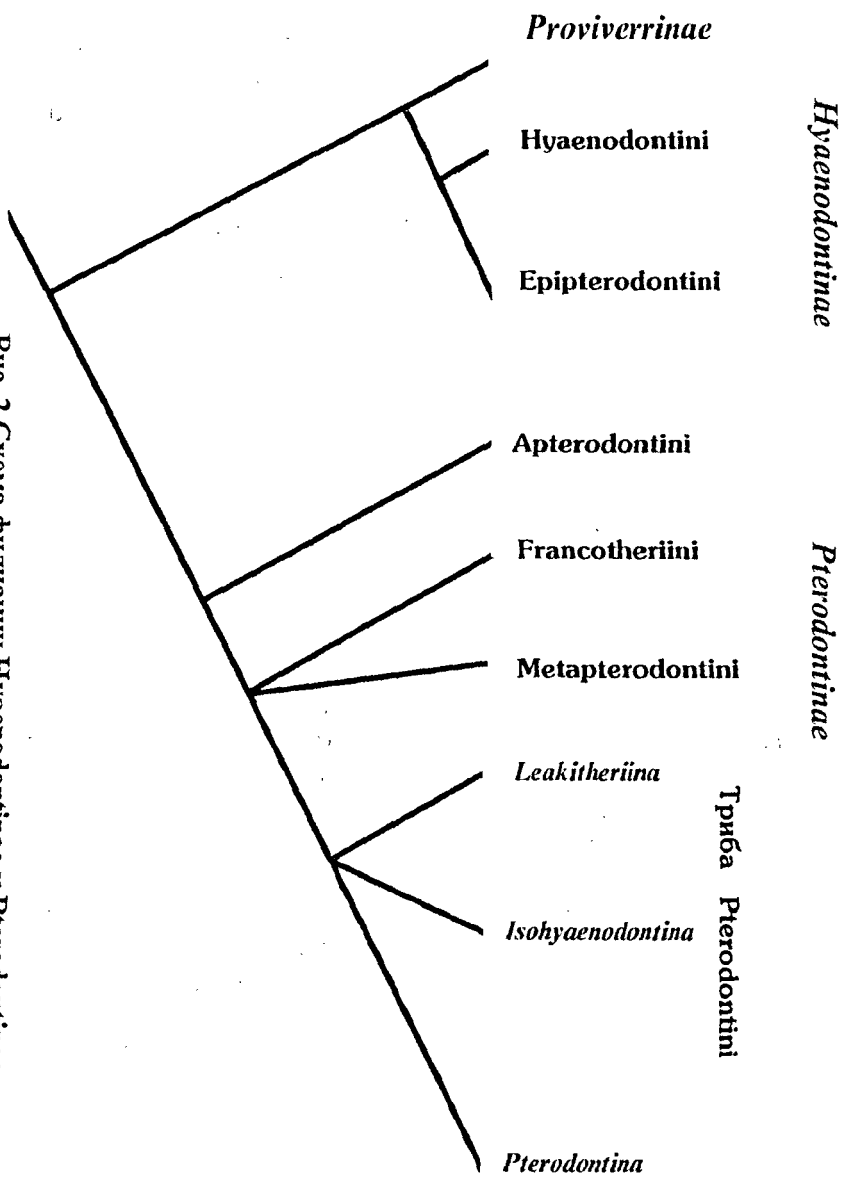 Proviverrinae
Hyaenodontini
Epipterodontini
Hyaenodontinae
Apterodontini
Francotheriini
Metapterodontini
Pterodontinae
Leakitheriina
Isohyaenodontina
Pterodontina
Триба Pterodontini